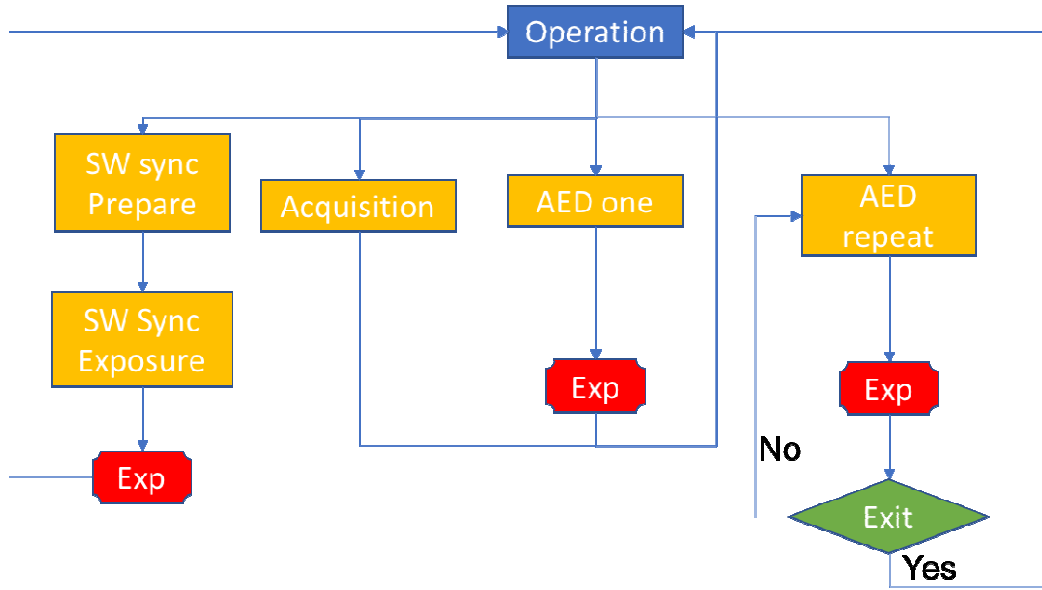 Operation
SW sync
Prepare
Acquisition
AED one
AED
repeat
SW Sync
Exposure
Exp
Exp
No
Exp
Exit
Yes